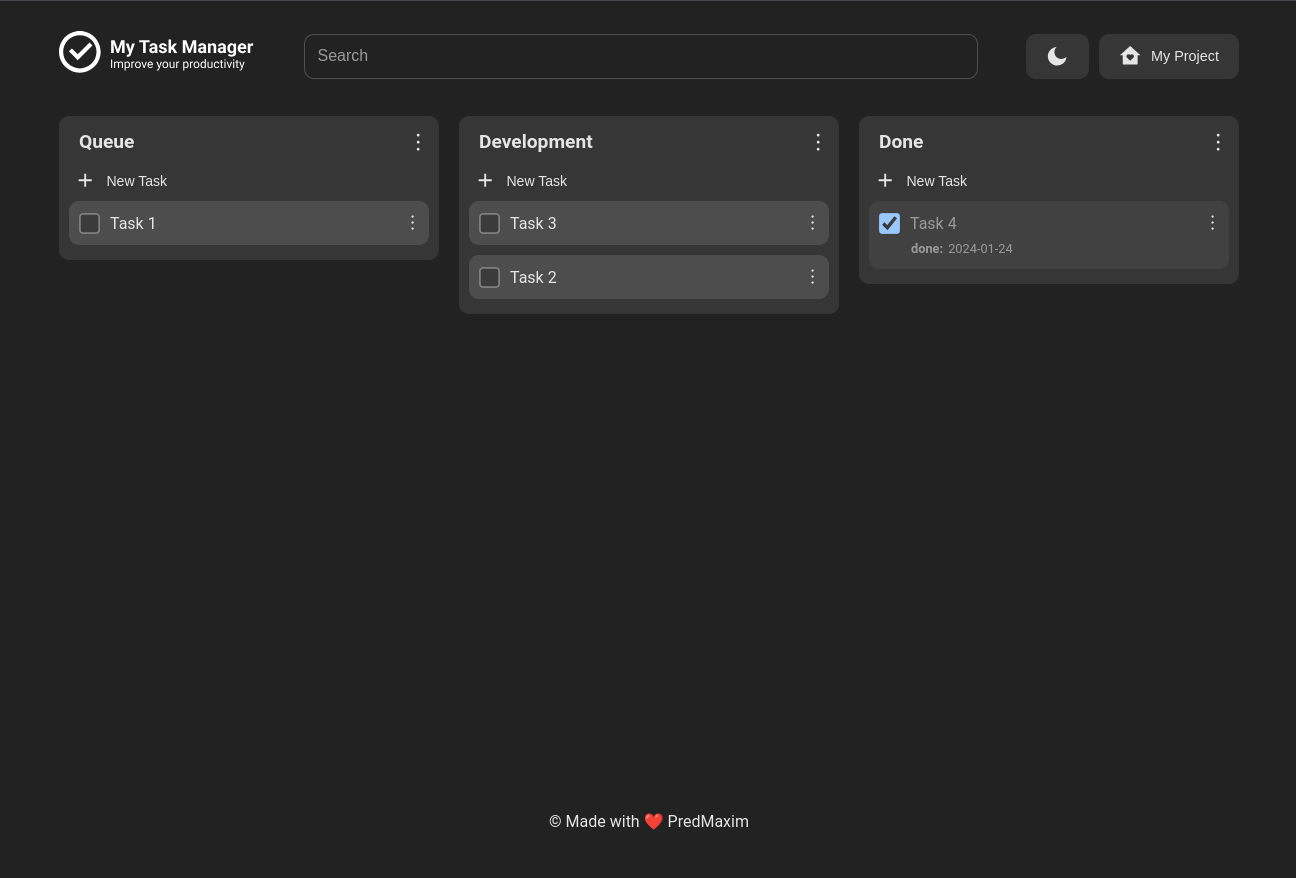 My Task Manager
Improve your productivity
Search
My Project
Queue
New Task
Task 1
Development
New Task
Task 3
Task 2
Done
New Task
Task 4
done: 2024-01-24
© Made with ❤️ PredMaxim